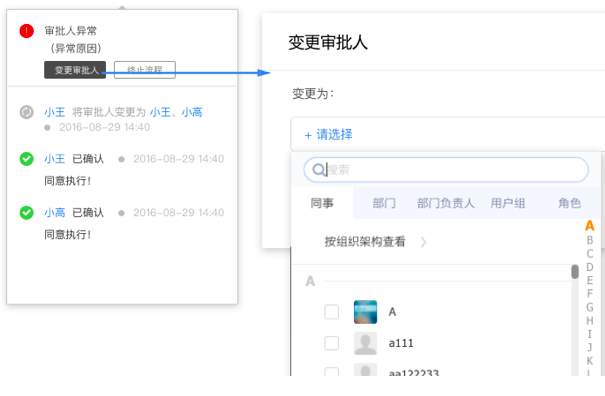 审批人异常
（异常原因）
变更审批人
终止流程
小王 将审批人变更为 小王、小高
2016-08-29 14:40
小王 已确认 2016-08-29 14:40
同意执行！
小高 已确认 2016-08-29 14:40
同意执行！
变更审批人
变更为：
+ 请选择
搜索
同事 部门 部门负责人 用户组 角色
按组织架构查看
A
A
a111
aa122233
A
B
C
D
E
F
G
H
I
J
K
L